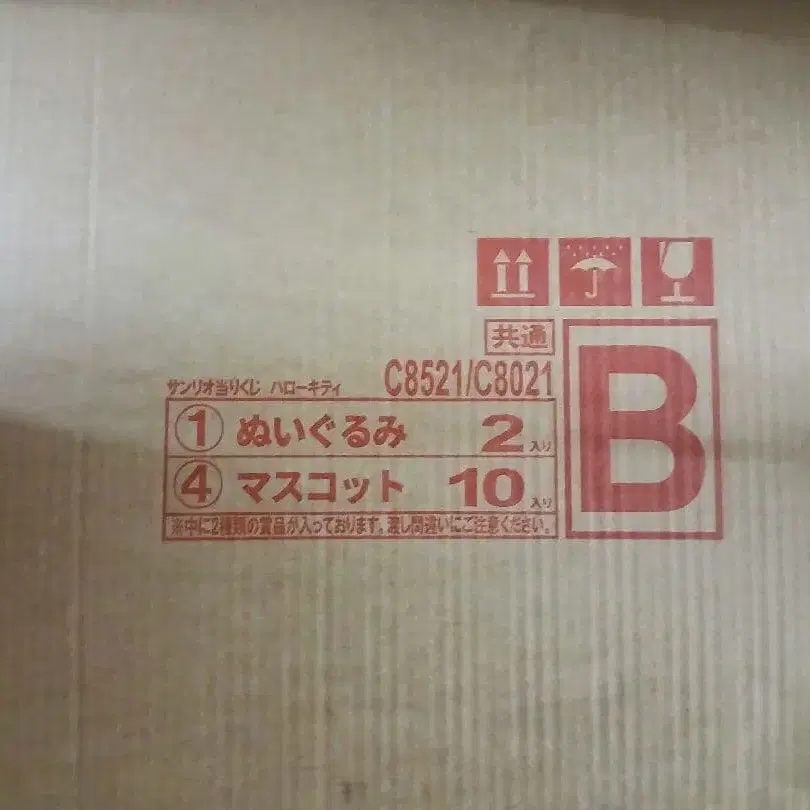 共通
サンリオ当りくじ ハローキティ C8521/C8021
① ぬいぐるみ 2入り
④ マスコット 10入り
※中に2種類の賞品が入っております。渡し間違いにご注意ください。
B